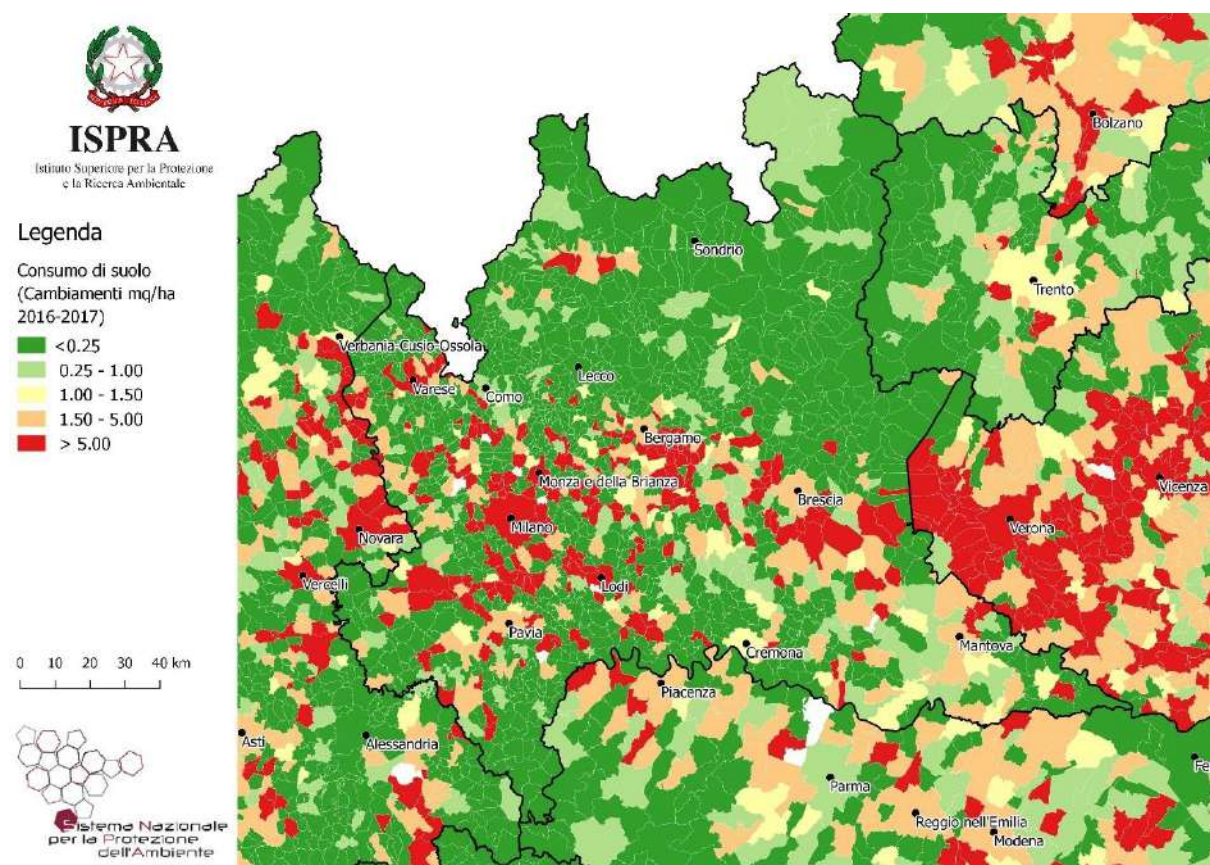 ISPRA
Istituto Superiore per la Protezione
e la Ricerca Ambientale
Legenda
Consumo di suolo
(Cambiamenti mq/ha
2016-2017)
<0.25
0.25 - 1.00
1.00 - 1.50
1.50 - 5.00
> 5.00
0 10 20 30 40 km
Sistema Nazionale
per la Protezione
dell'Ambiente
Bolzano
Sondrio
Trento
Verbania-Cusio-Ossola
Lecco
Varese
Como
Bergamo
Monza e della Brianza
Vicenza
Brescia
Milano
Verona
Novara
Vercelli
Lodi
Pavia
Mantova
Cremona
Piacenza
Asti
Alessandria
Fe
Parma
Reggio nell'Emilia
Modena